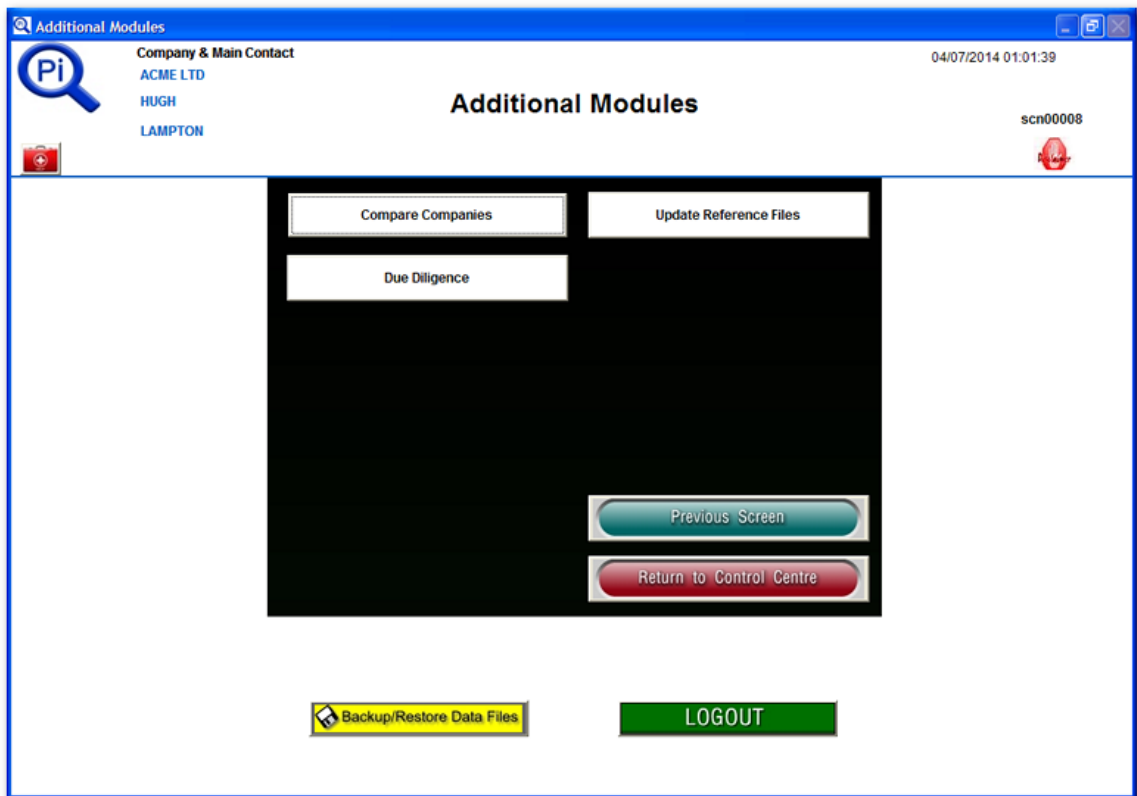 Additional Modules
Company & Main Contact
04/07/2014 01:01:39
Pi
ACME LTD
HUGH
Additional Modules
scn00008
LAMPTON
Compare Companies
Update Reference Files
Due Diligence
Previous Screen
Return to Control Centre
Backup/Restore Data Files
LOGOUT